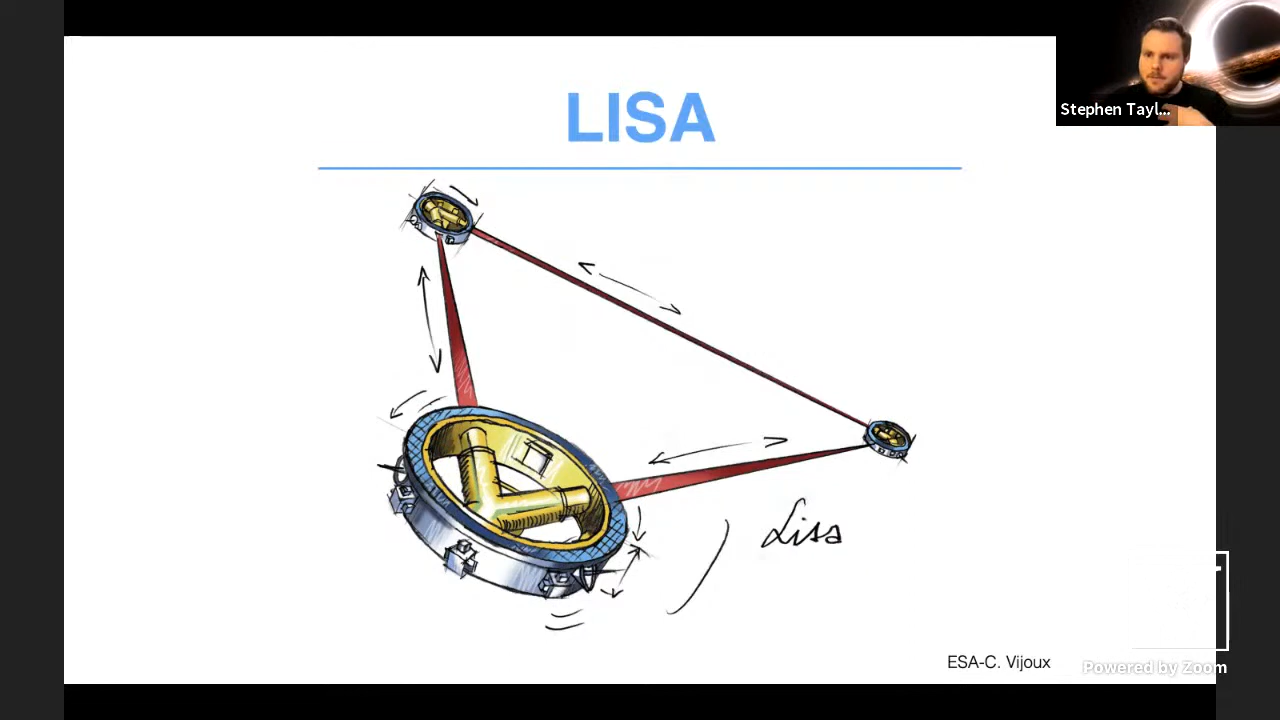 LISA
Stephen Tayl...
Lisa
ESA-C. Vijoux
Powered by Zoom